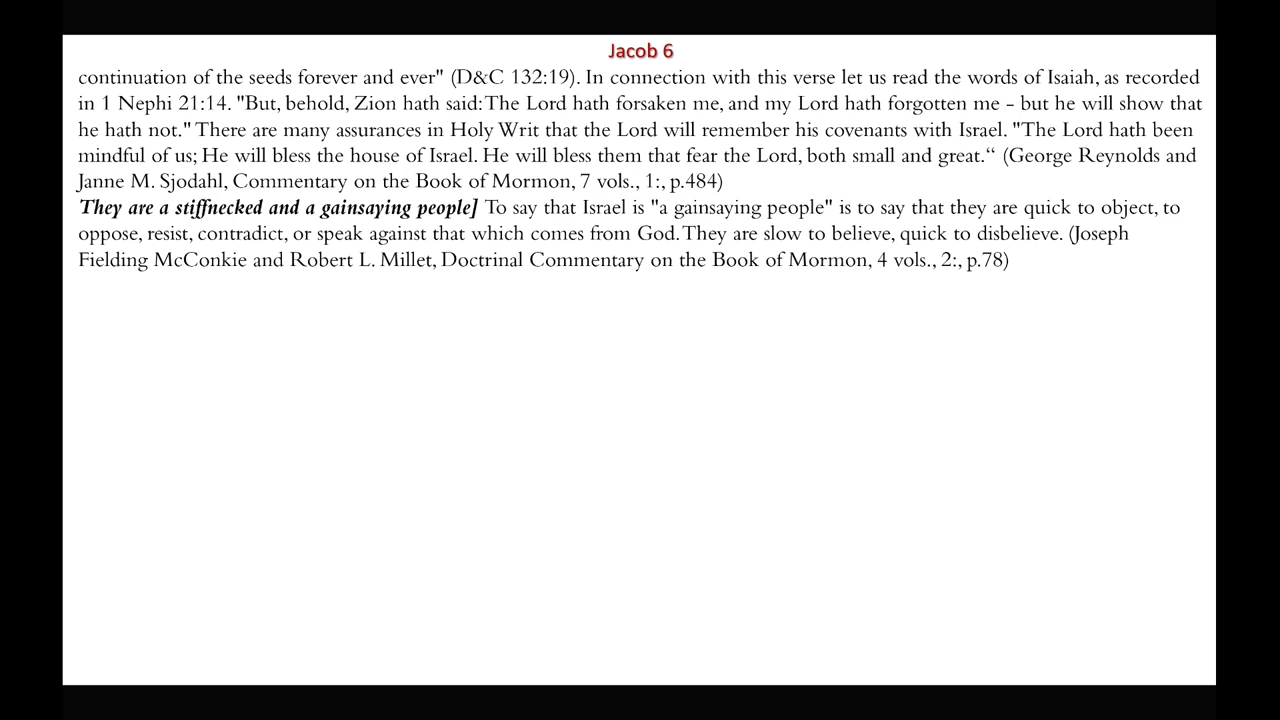 Jacob 6
continuation of the seeds forever and ever" (D&C 132:19). In connection with this verse let us read the words of Isaiah, as recorded
in 1 Nephi 21:14. "But, behold, Zion hath said: The Lord hath forsaken me, and my Lord hath forgotten me - but he will show that
he hath not." There are many assurances in Holy Writ that the Lord will remember his covenants with Israel. "The Lord hath been
mindful of us; He will bless the house of Israel. He will bless them that fear the Lord, both small and great.“ (George Reynolds and
Janne M. Sjodahl, Commentary on the Book of Mormon, 7 vols., 1:, p.484)
They are a stiffnecked and a gainsaying people] To say that Israel is "a gainsaying people" is to say that they are quick to object, to
oppose, resist, contradict, or speak against that which comes from God. They are slow to believe, quick to disbelieve. (Joseph
Fielding McConkie and Robert L. Millet, Doctrinal Commentary on the Book of Mormon, 4 vols., 2:, p.78)